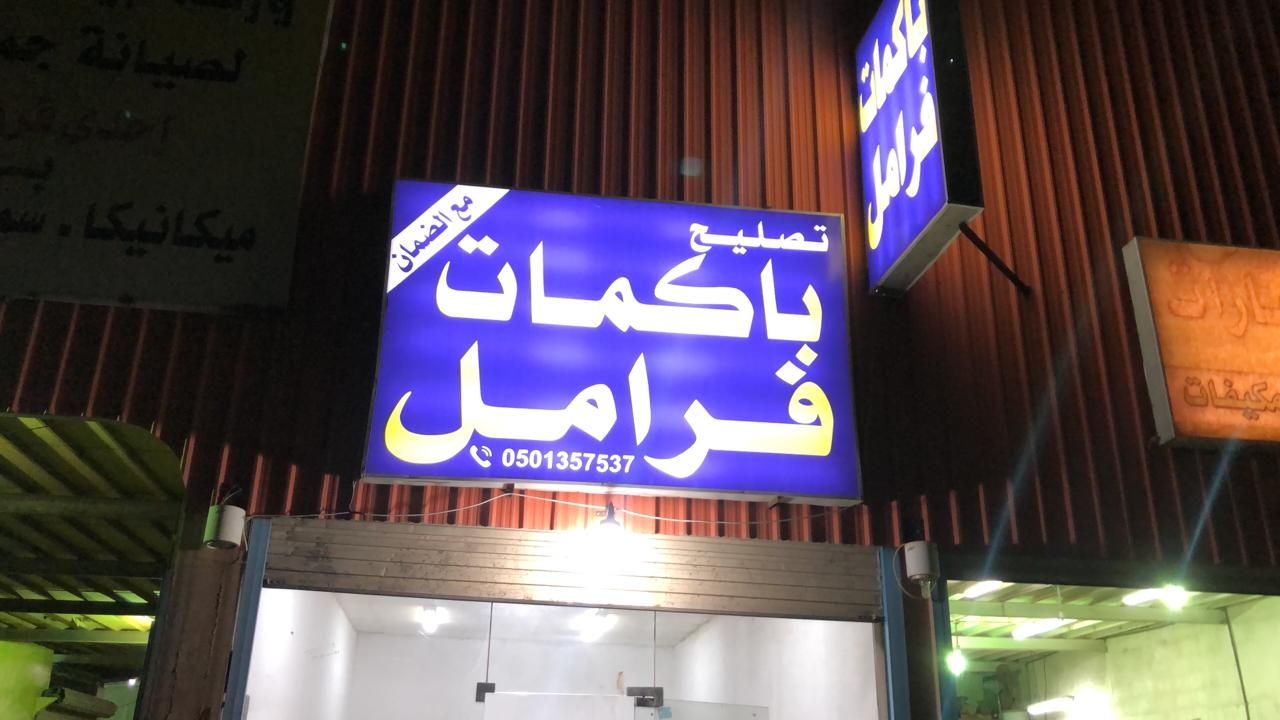 مع الضمان
تصليح
باكمات
فرامل
0501357537
باكمات
فرامل
لصيانة
ميكانيكا .